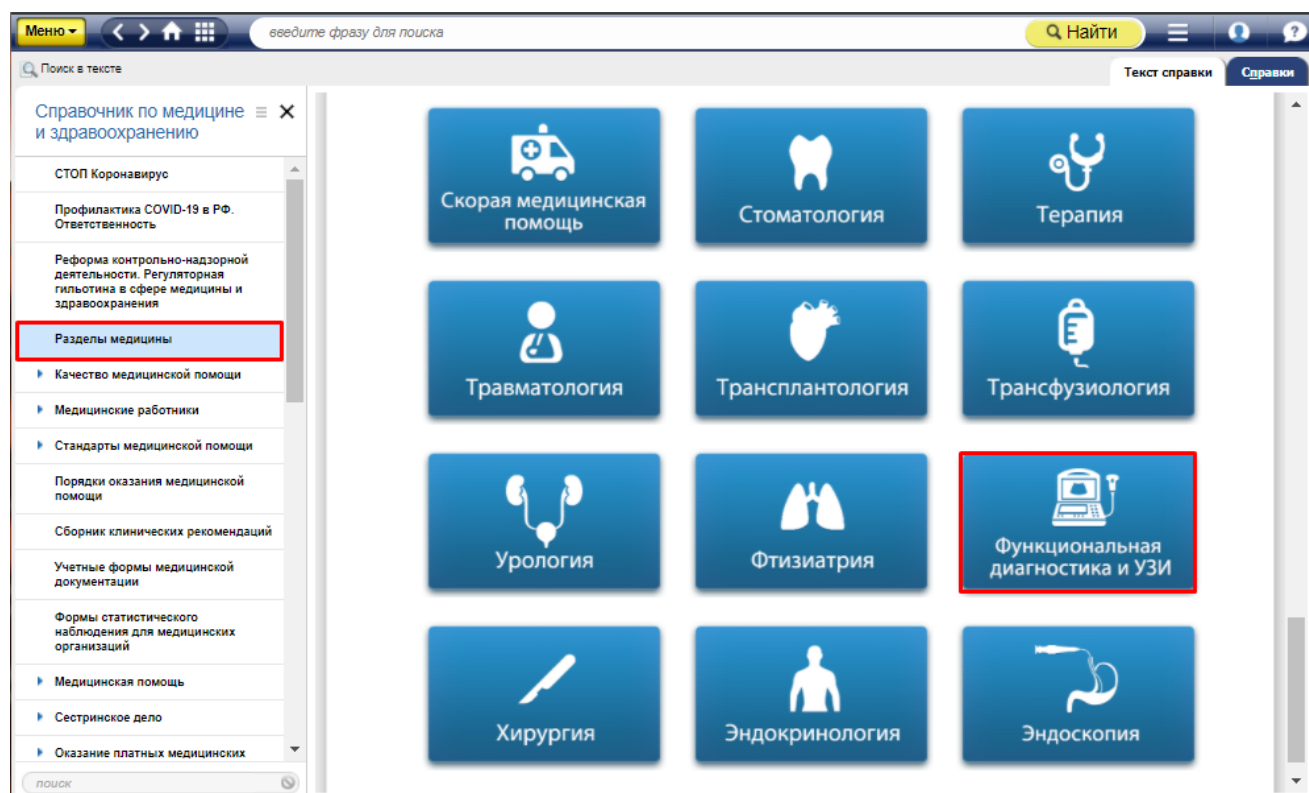 Меню
введите фразу для поиска
Найти
Поиск в тексте
Текст справки
Справки
Справочник по медицине
и здравоохранению
СТОП Коронавирус
Профилактика COVID-19 в РФ.
Ответственность
Реформа контрольно-надзорной
деятельности. Регуляторная
гильотина в сфере медицины и
здравоохранения
Разделы медицины
Качество медицинской помощи
Медицинские работники
Стандарты медицинской помощи
Порядки оказания медицинской
помощи
Сборник клинических рекомендаций
Учетные формы медицинской
документации
Формы статистического
наблюдения для медицинских
организаций
Медицинская помощь
Сестринское дело
Оказание платных медицинских
поиск
Скорая медицинская
помощь
Стоматология
Терапия
Травматология
Трансплантология
Трансфузиология
Урология
Фтизиатрия
Функциональная
диагностика и УЗИ
Хирургия
Эндокринология
Эндоскопия